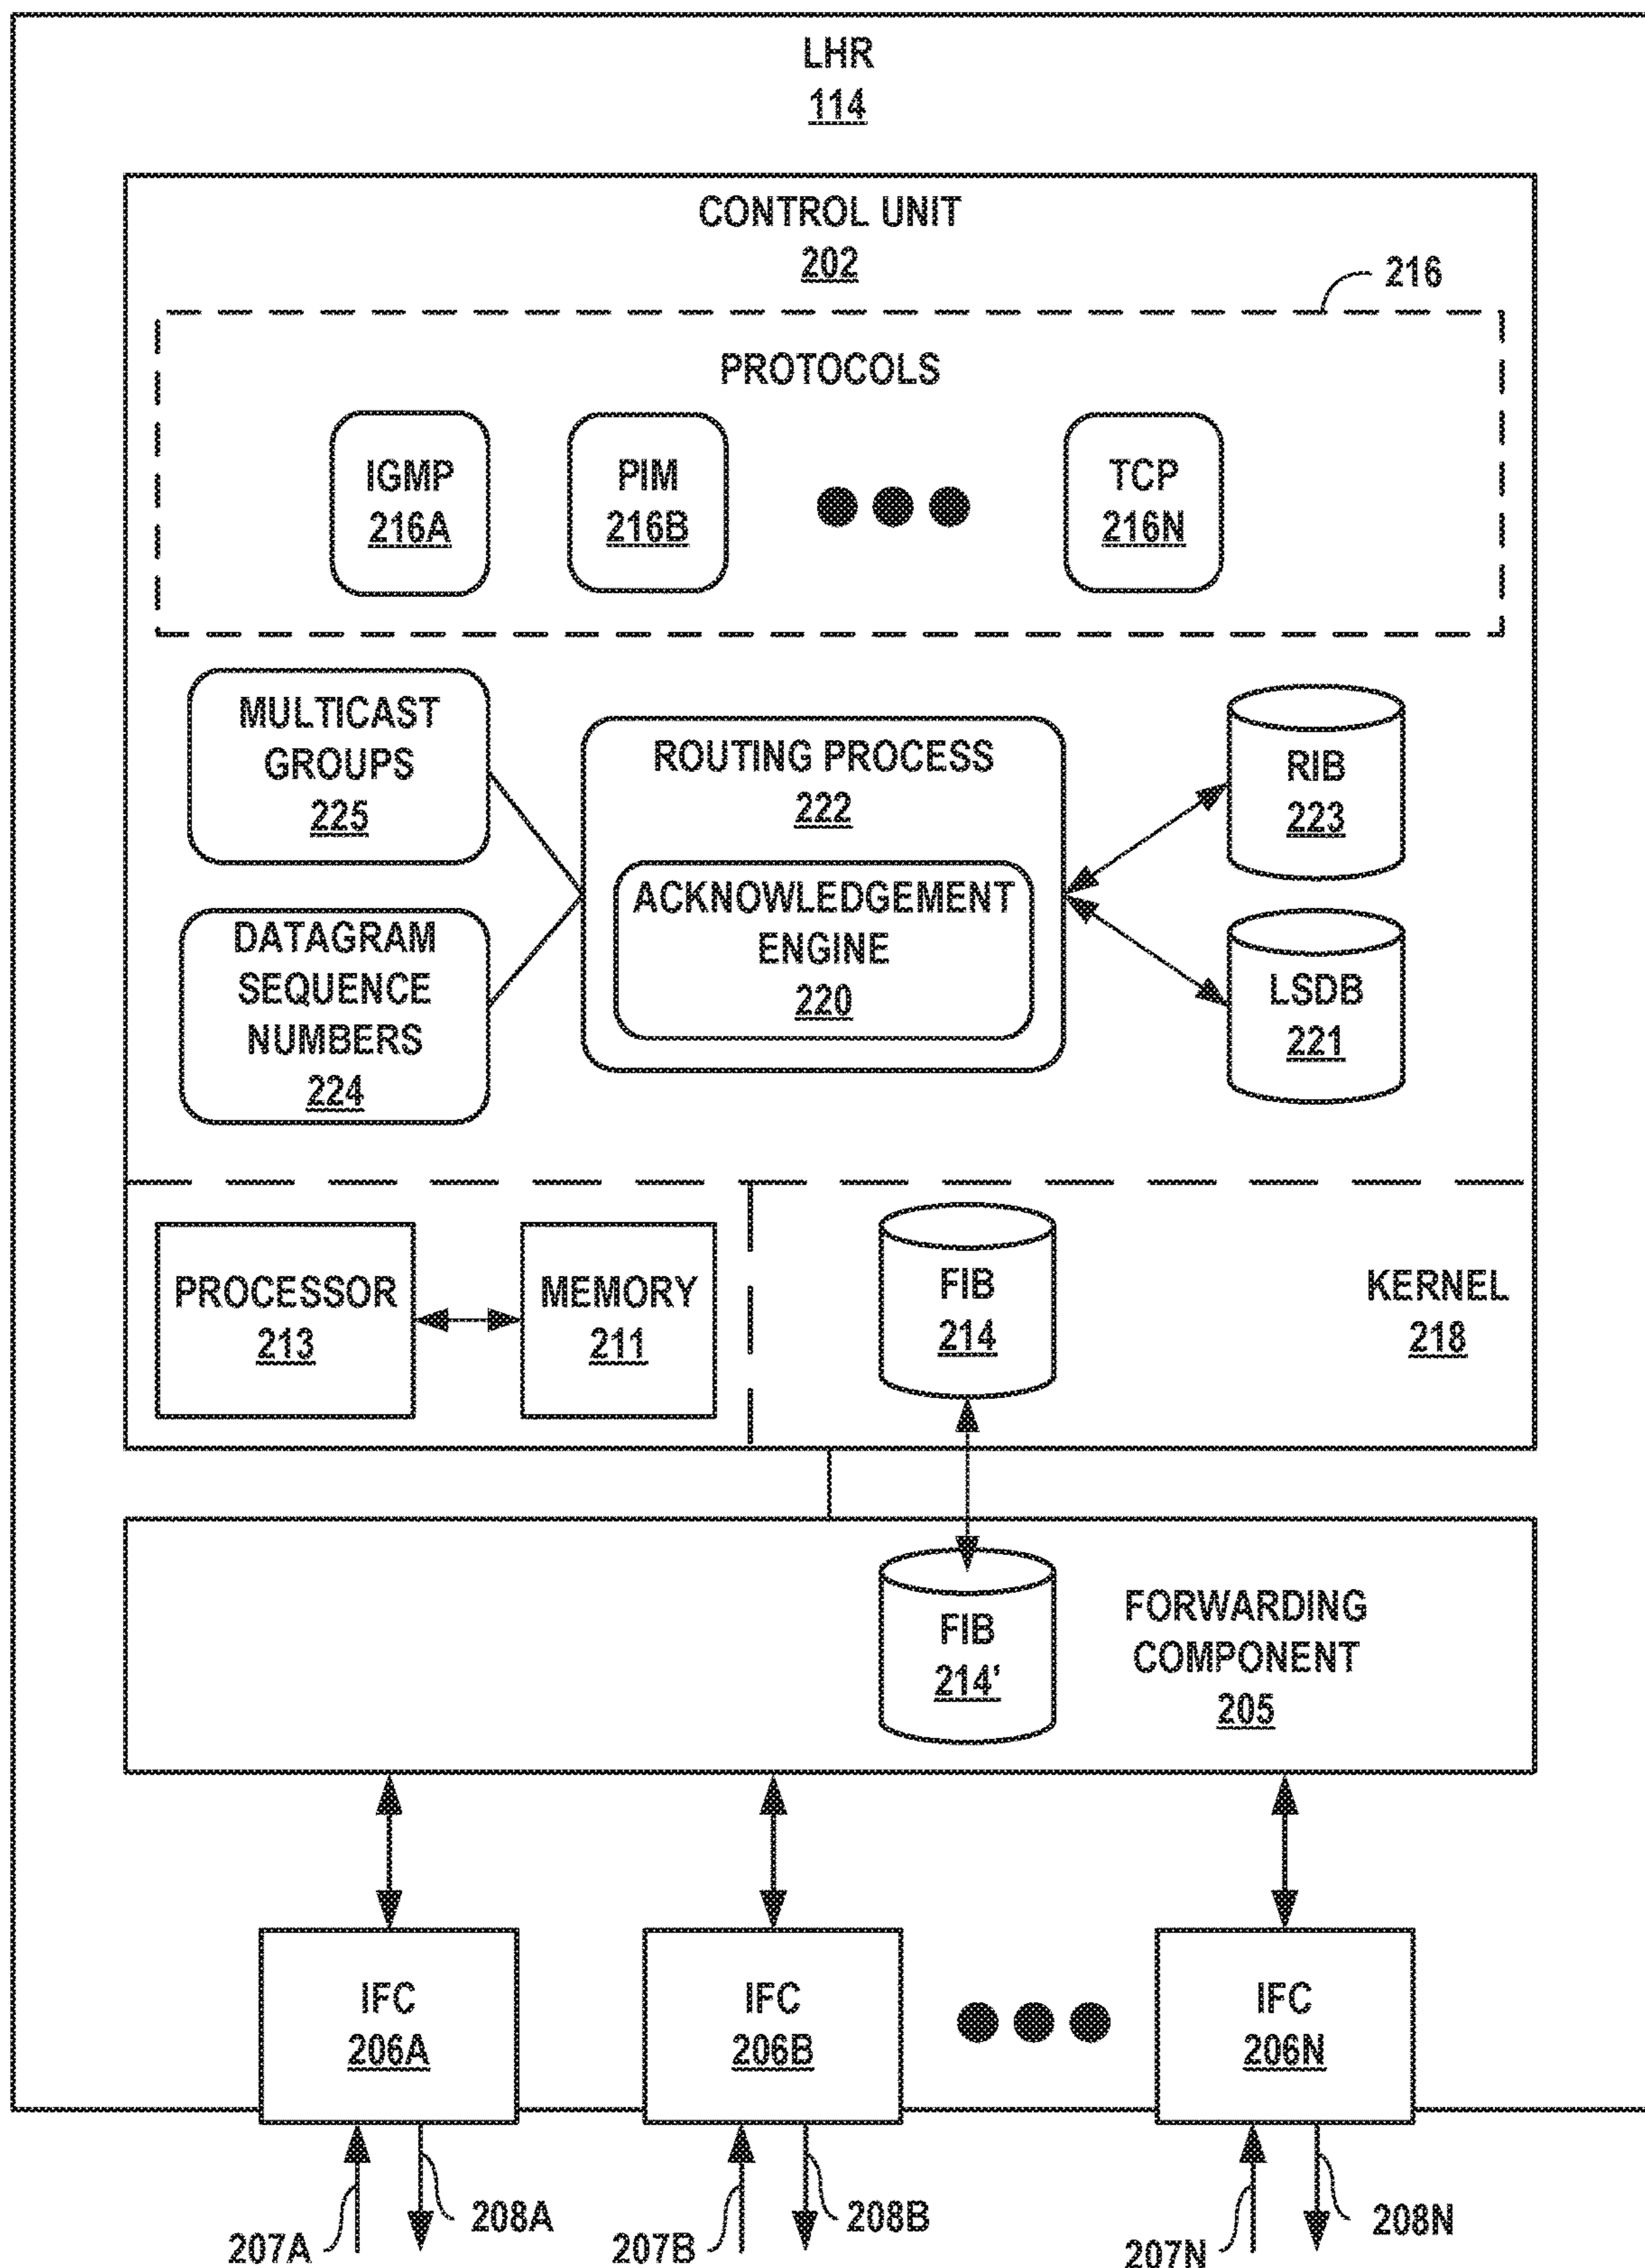 LHR
114
CONTROL UNIT
202
216
PROTOCOLS
IGMP
216A
PIM
216B
TCP
216N
MULTICAST
GROUPS
225
ROUTING PROCESS
222
RIB
223
ACKNOWLEDGEMENT
ENGINE
220
DATAGRAM
SEQUENCE
NUMBERS
224
LSDB
221
PROCESSOR
213
MEMORY
211
FIB
214
KERNEL
218
FIB
214'
FORWARDING
COMPONENT
205
IFC
206A
IFC
206B
IFC
206N
207A
208A
207B
208B
207N
208N